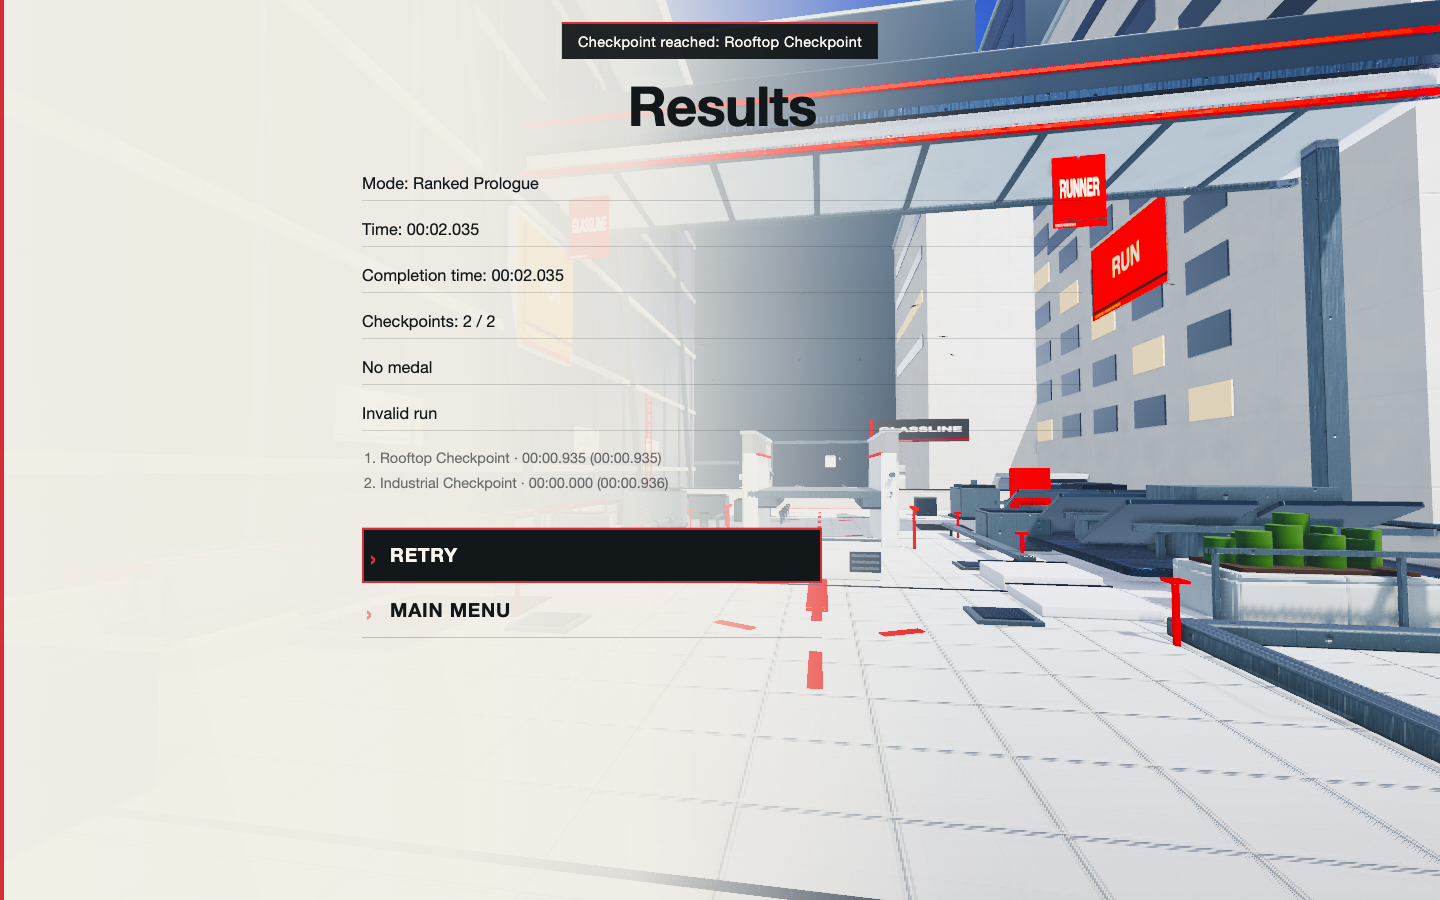 Checkpoint reached: Rooftop Checkpoint
Results
Mode: Ranked Prologue
Time: 00:02.035
Completion time: 00:02.035
Checkpoints: 2 / 2
No medal
Invalid run
1. Rooftop Checkpoint · 00:00.935 (00:00.935)
2. Industrial Checkpoint · 00:00.000 (00:00.936)
› RETRY
› MAIN MENU
RUNNER
GLASSLINE
RUN
GLASSLINE